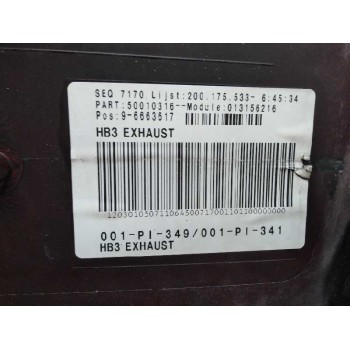 SEQ 7170 Lijst:200.175.533- 6:45:34
PART:50010316--Module:013156216
Pos:9-6663517
HB3 EXHAUST
12030103071106450071700110110000000
001-PI-349/001-PI-341
HB3 EXHAUST